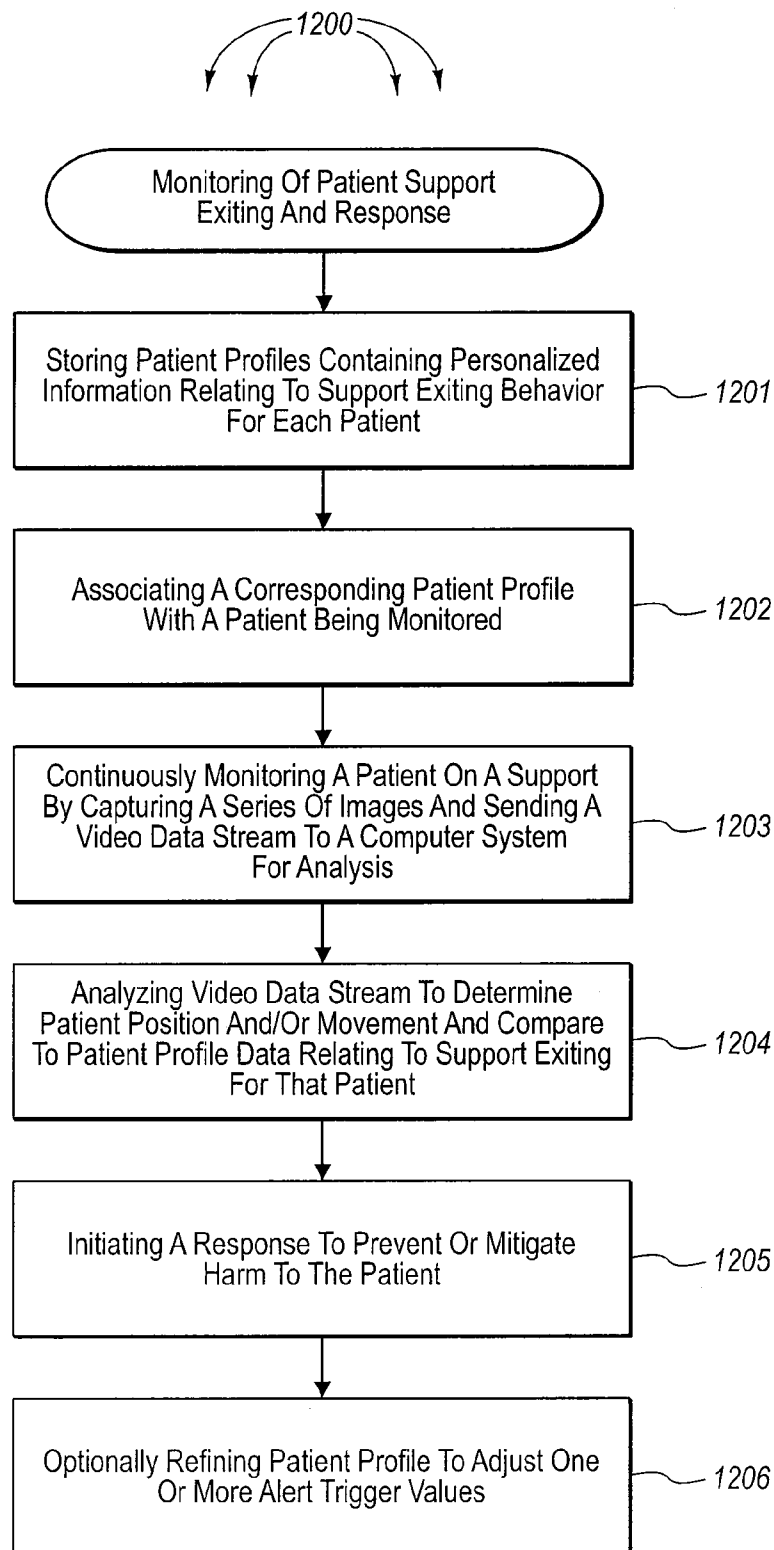 1200
Monitoring Of Patient Support
Exiting And Response
Storing Patient Profiles Containing Personalized
Information Relating To Support Exiting Behavior
For Each Patient
1201
Associating A Corresponding Patient Profile
With A Patient Being Monitored
1202
Continuously Monitoring A Patient On A Support
By Capturing A Series Of Images And Sending A
Video Data Stream To A Computer System
For Analysis
1203
Analyzing Video Data Stream To Determine
Patient Position And/Or Movement And Compare
To Patient Profile Data Relating To Support Exiting
For That Patient
1204
Initiating A Response To Prevent Or Mitigate
Harm To The Patient
1205
Optionally Refining Patient Profile To Adjust One
Or More Alert Trigger Values
1206